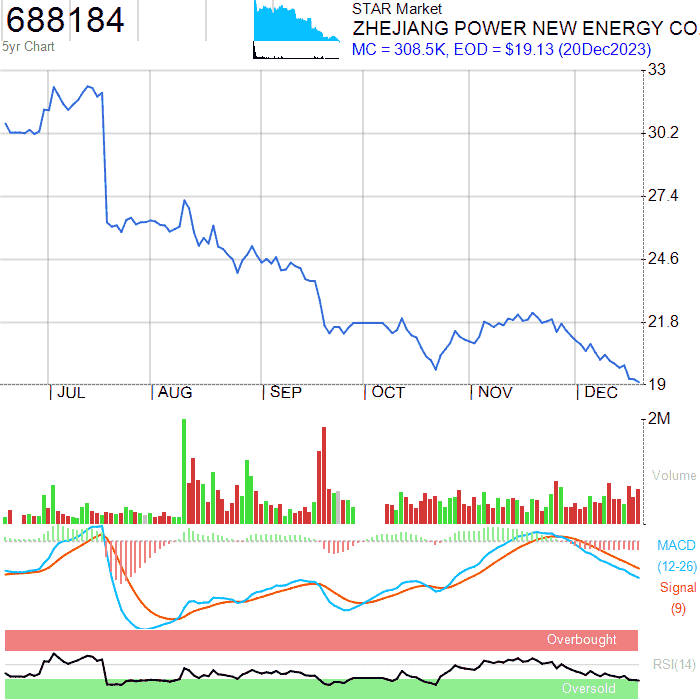 688184
5yr Chart
STAR Market
ZHEJIANG POWER NEW ENERGY CO
MC = 308.5K, EOD = $19.13 (20Dec2023)
33
30.2
27.4
24.6
21.8
19
JUL AUG SEP OCT NOV DEC
2M
Volume
MACD
(12-26)
Signal
(9)
Overbought
RSI(14)
Oversold